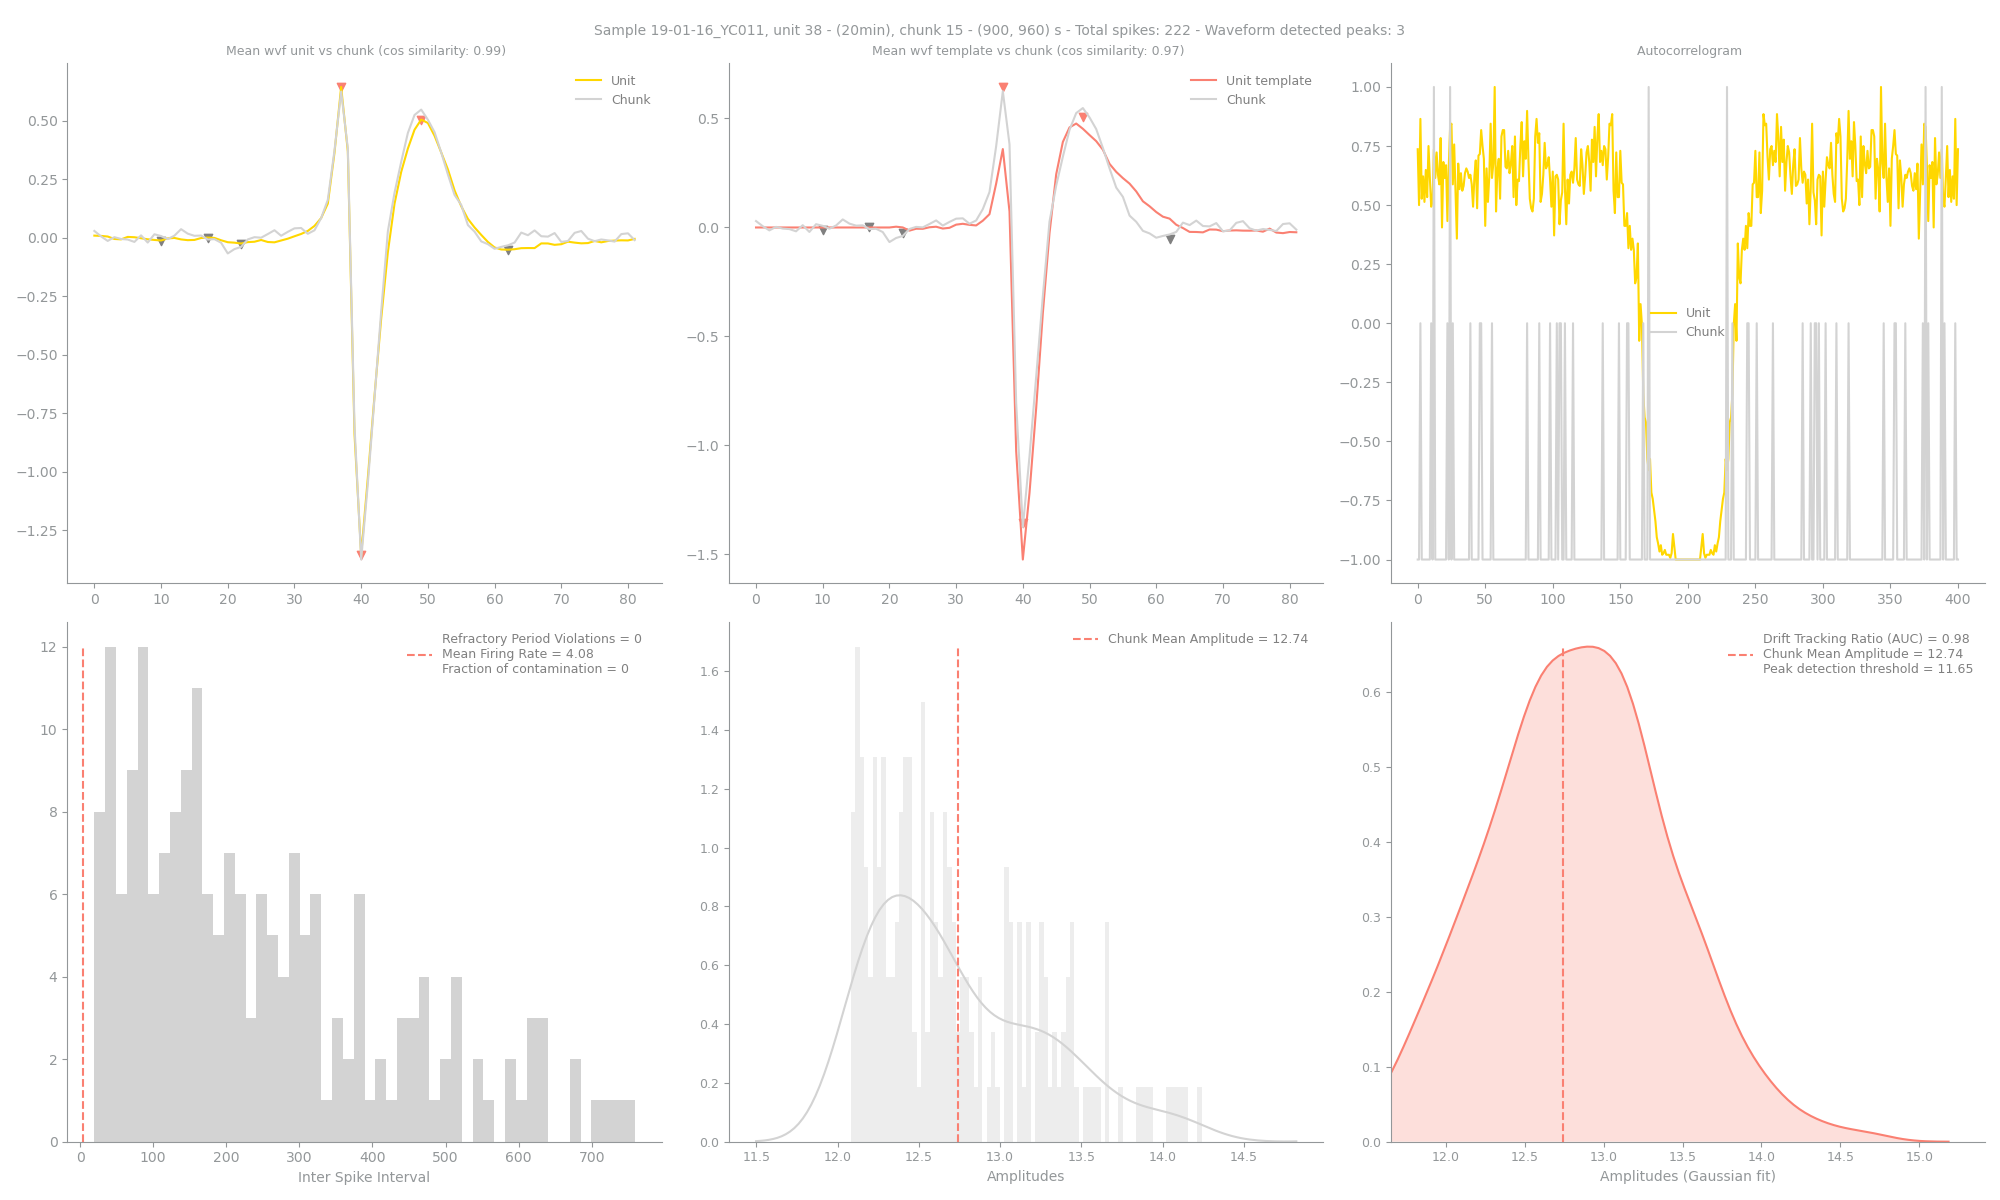 Sample 19-01-16_YC011, unit 38 - (20min), chunk 15 - (900, 960) s - Total spikes: 222 - Waveform detected peaks: 3
Mean wvf unit vs chunk (cos similarity: 0.99)
Unit
Chunk
0.50
0.25
0.00
−0.25
−0.50
−0.75
−1.00
−1.25
0 10 20 30 40 50 60 70 80
Mean wvf template vs chunk (cos similarity: 0.97)
Unit template
Chunk
0.5
0.0
−0.5
−1.0
−1.5
0 10 20 30 40 50 60 70 80
Autocorrelogram
Unit
Chunk
1.00
0.75
0.50
0.25
0.00
−0.25
−0.50
−0.75
−1.00
0 50 100 150 200 250 300 350 400
Refractory Period Violations = 0
Mean Firing Rate = 4.08
Fraction of contamination = 0
12
10
8
6
4
2
0
0 100 200 300 400 500 600 700
Inter Spike Interval
Chunk Mean Amplitude = 12.74
1.6
1.4
1.2
1.0
0.8
0.6
0.4
0.2
0.0
11.5 12.0 12.5 13.0 13.5 14.0 14.5
Amplitudes
Drift Tracking Ratio (AUC) = 0.98
Chunk Mean Amplitude = 12.74
Peak detection threshold = 11.65
0.6
0.5
0.4
0.3
0.2
0.1
0.0
12.0 12.5 13.0 13.5 14.0 14.5 15.0
Amplitudes (Gaussian fit)